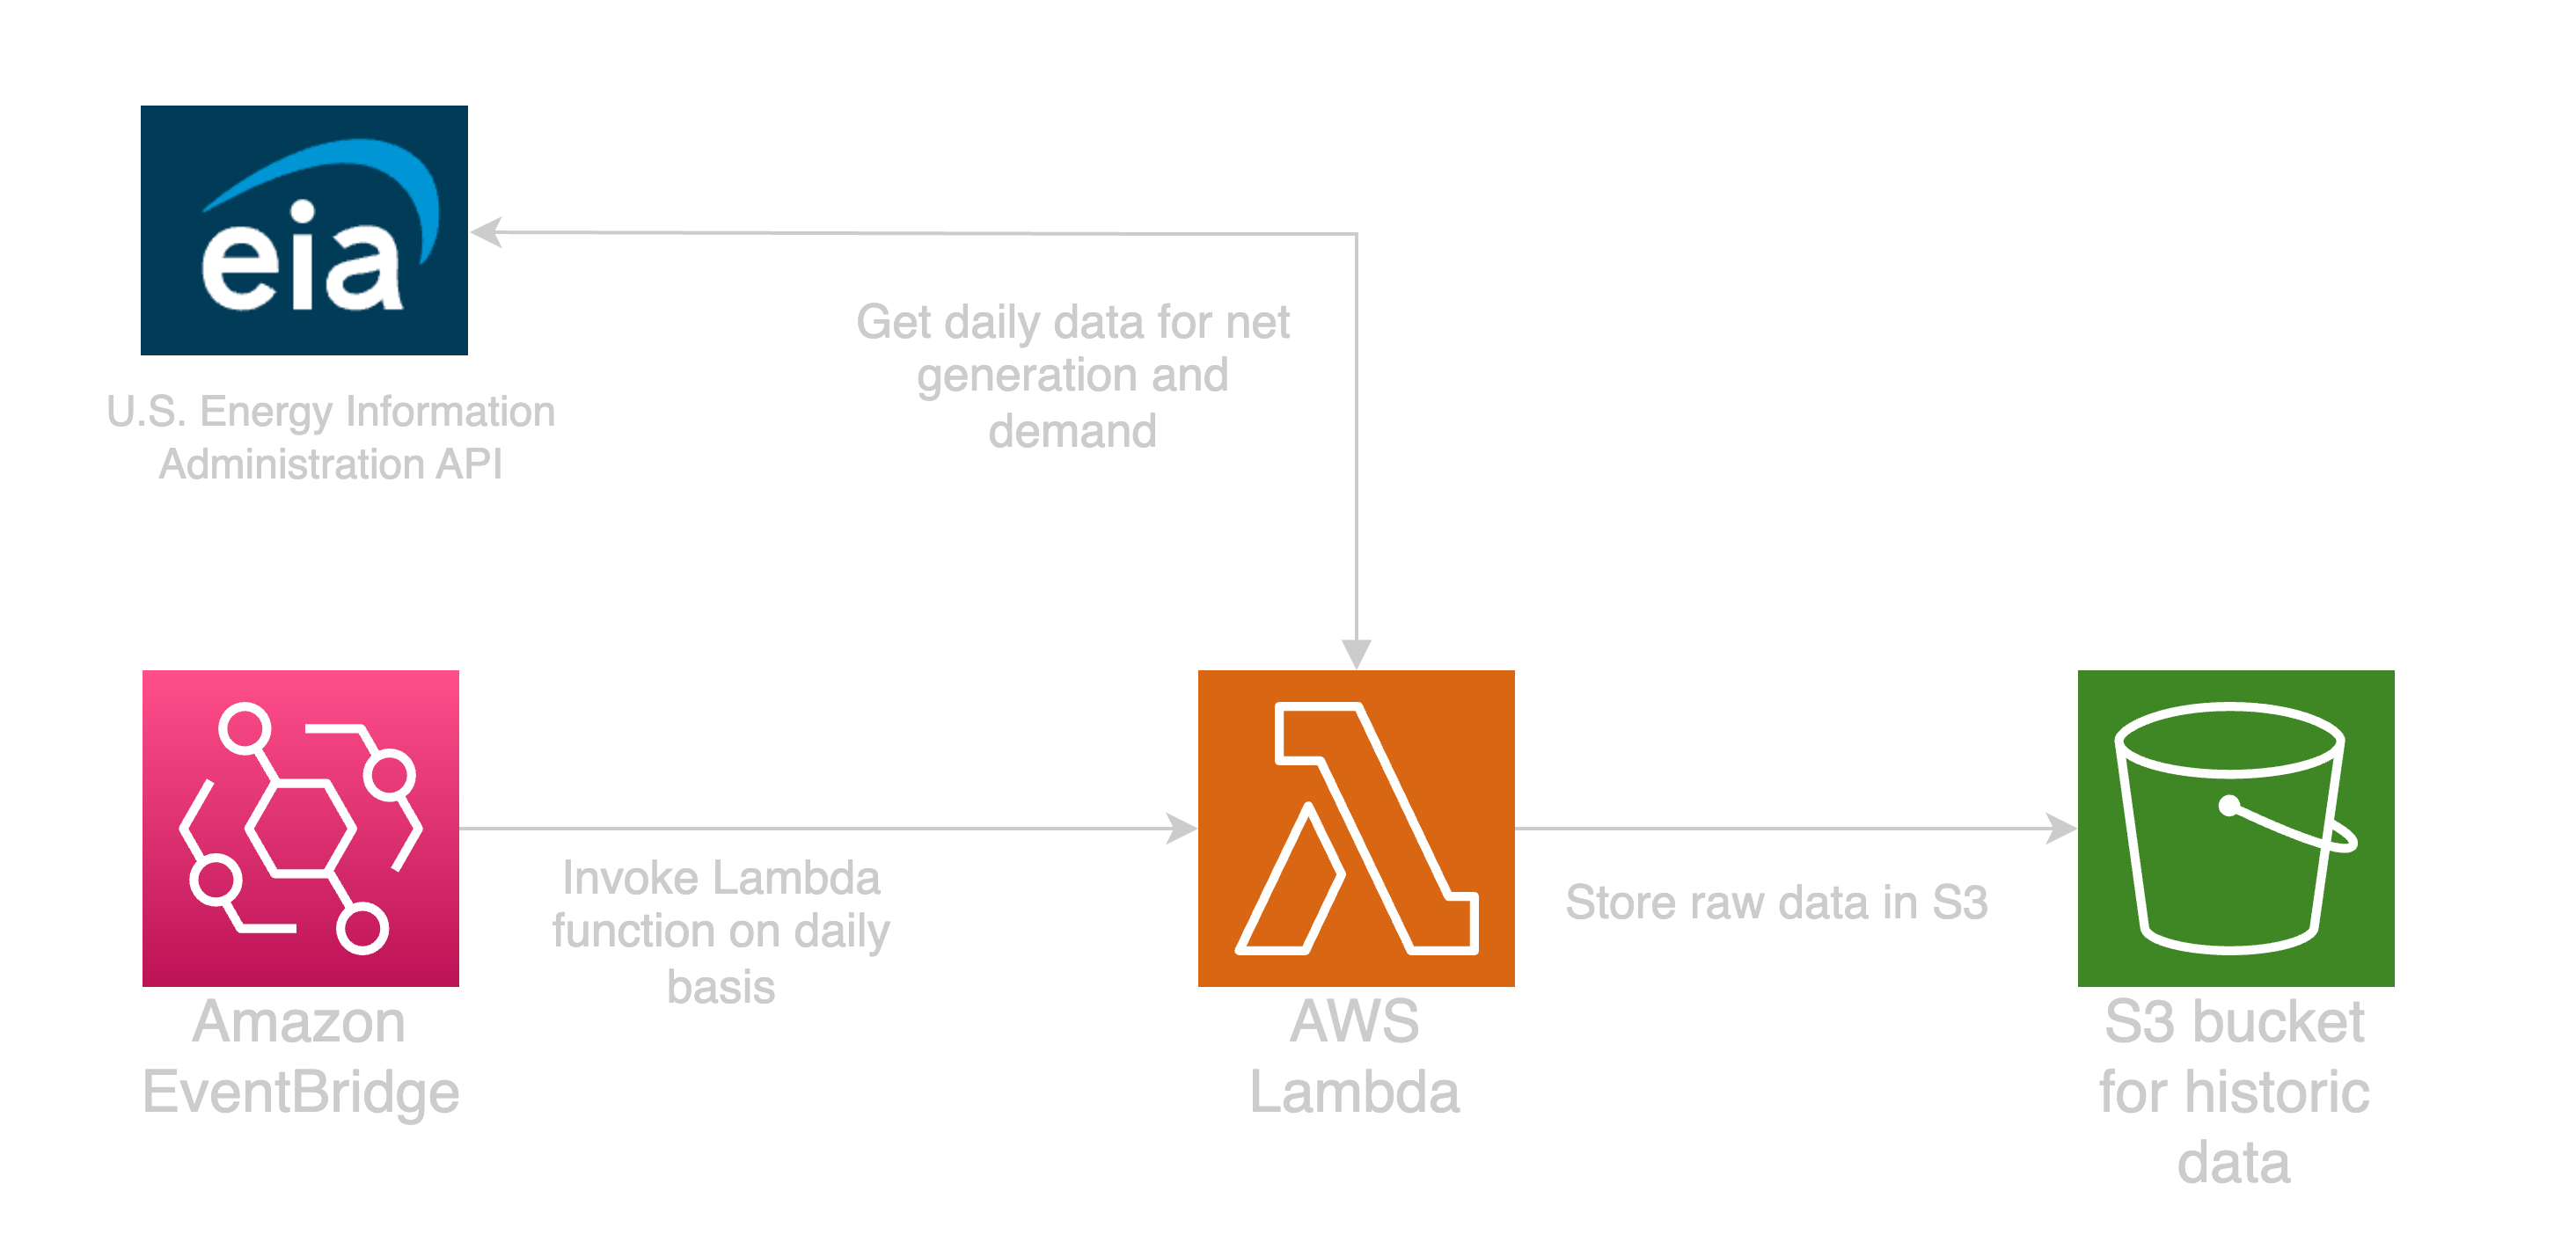 eia
U.S. Energy Information
Administration API
Get daily data for net
generation and
demand
Invoke Lambda
function on daily
basis
Store raw data in S3
Amazon
EventBridge
AWS
Lambda
S3 bucket
for historic
data